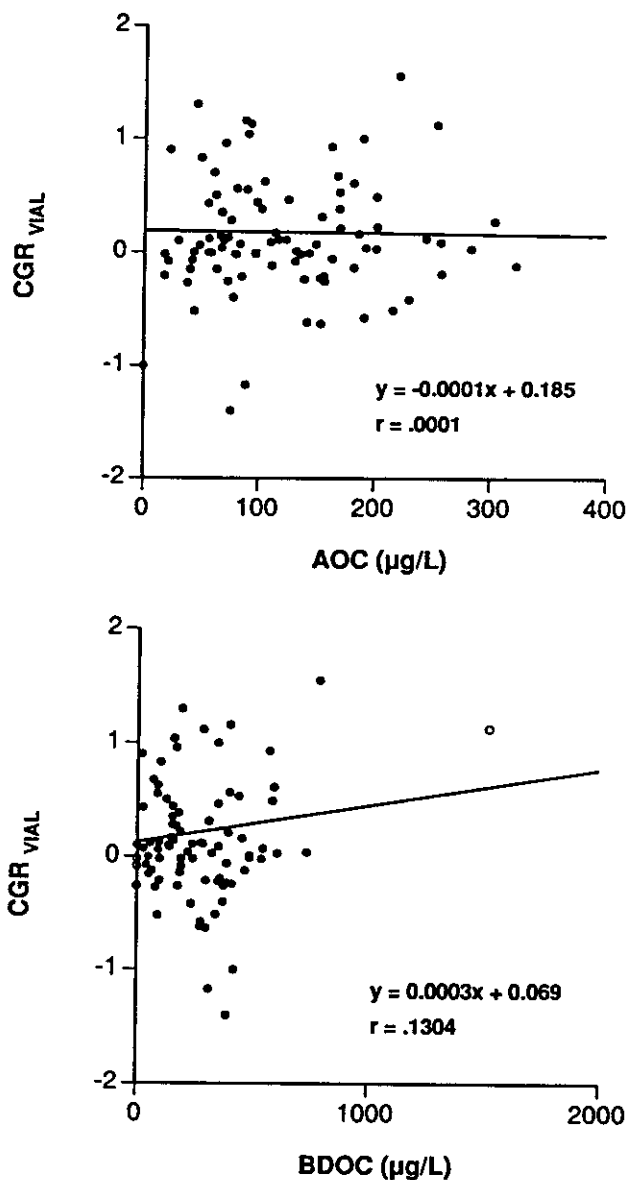 2
1
0
-1
-2
CGR VIAL
y = -0.0001x + 0.185
r = .0001
0 100 200 300 400
AOC (µg/L)
2
1
0
-1
-2
CGR VIAL
y = 0.0003x + 0.069
r = .1304
0 1000 2000
BDOC (µg/L)